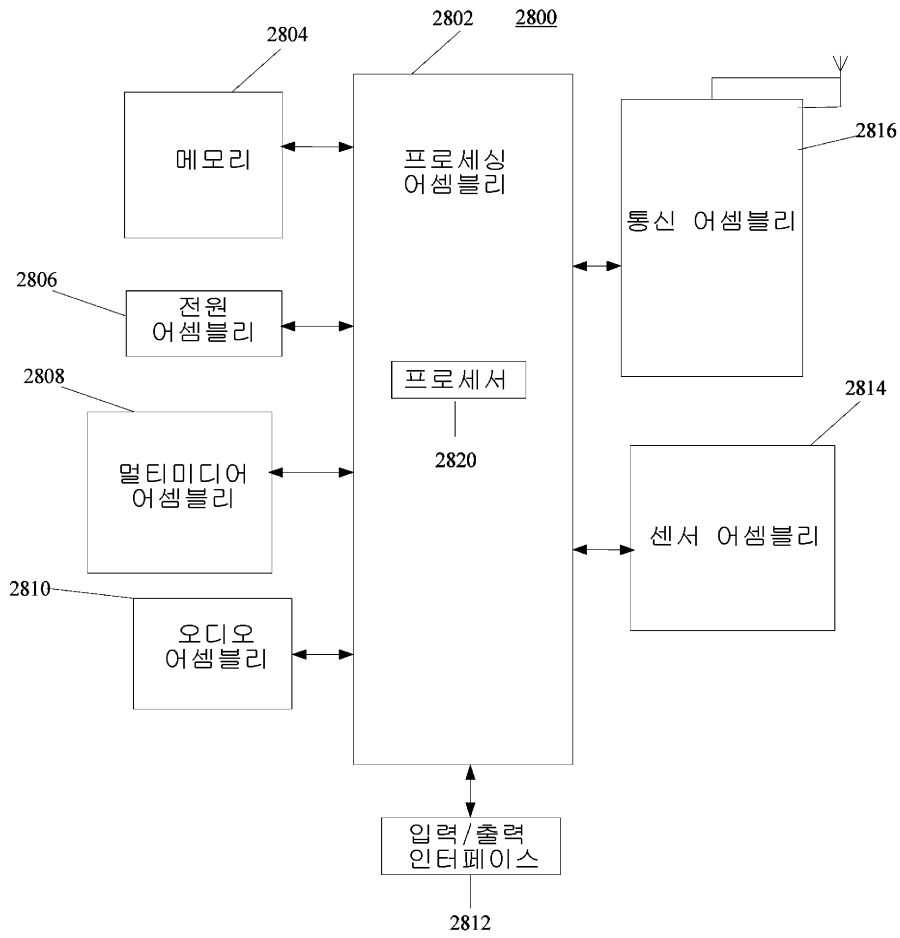 2802
2800
2804
메모리
프로세싱
어셈블리
2816
통신 어셈블리
2806
전원
어셈블리
프로세서
2820
2808
멀티미디어
어셈블리
2814
센서 어셈블리
2810
오디오
어셈블리
입력/출력
인터페이스
2812